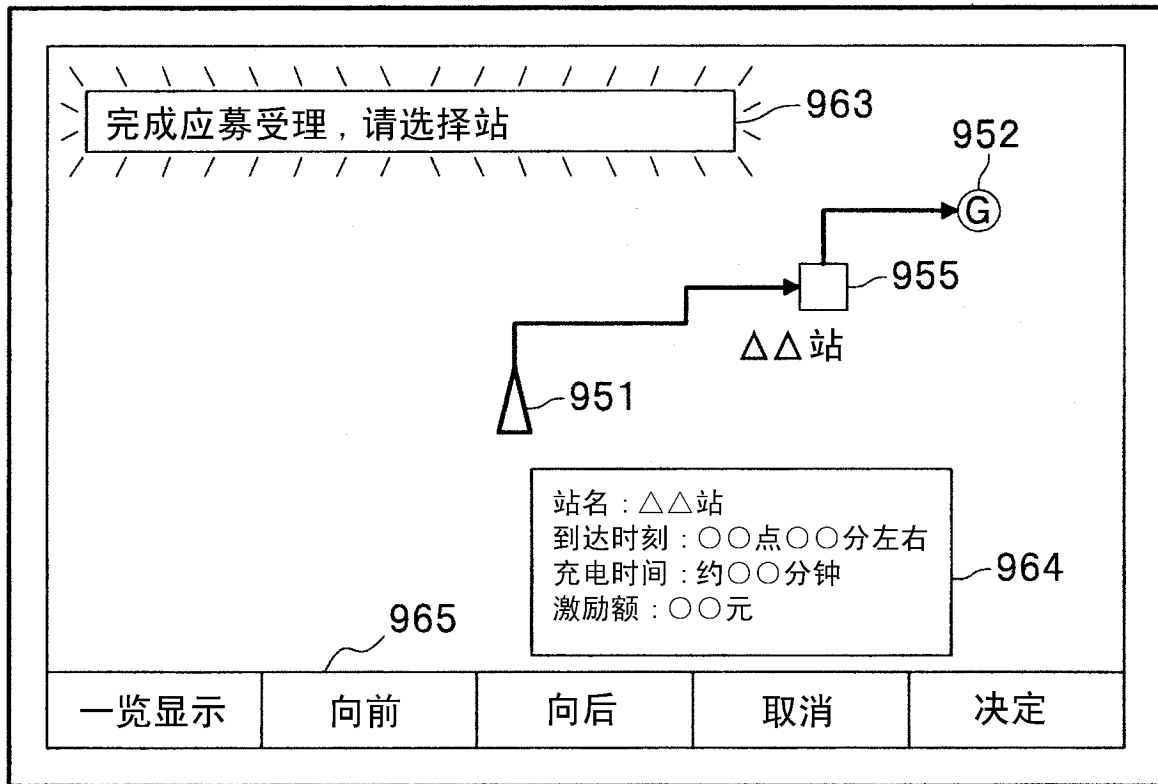 完成应募受理，请选择站
963
952
G
955
△△站
951
站名：△△站
到达时刻：○○点○○分左右
充电时间：约○○分钟
激励额：○○元
964
965
一览显示
向前
向后
取消
决定